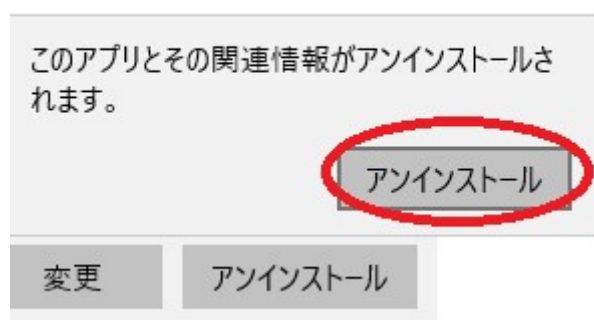 このアプリとその関連情報がアンインストールさ
れます。
アンインストール
変更 アンインストール